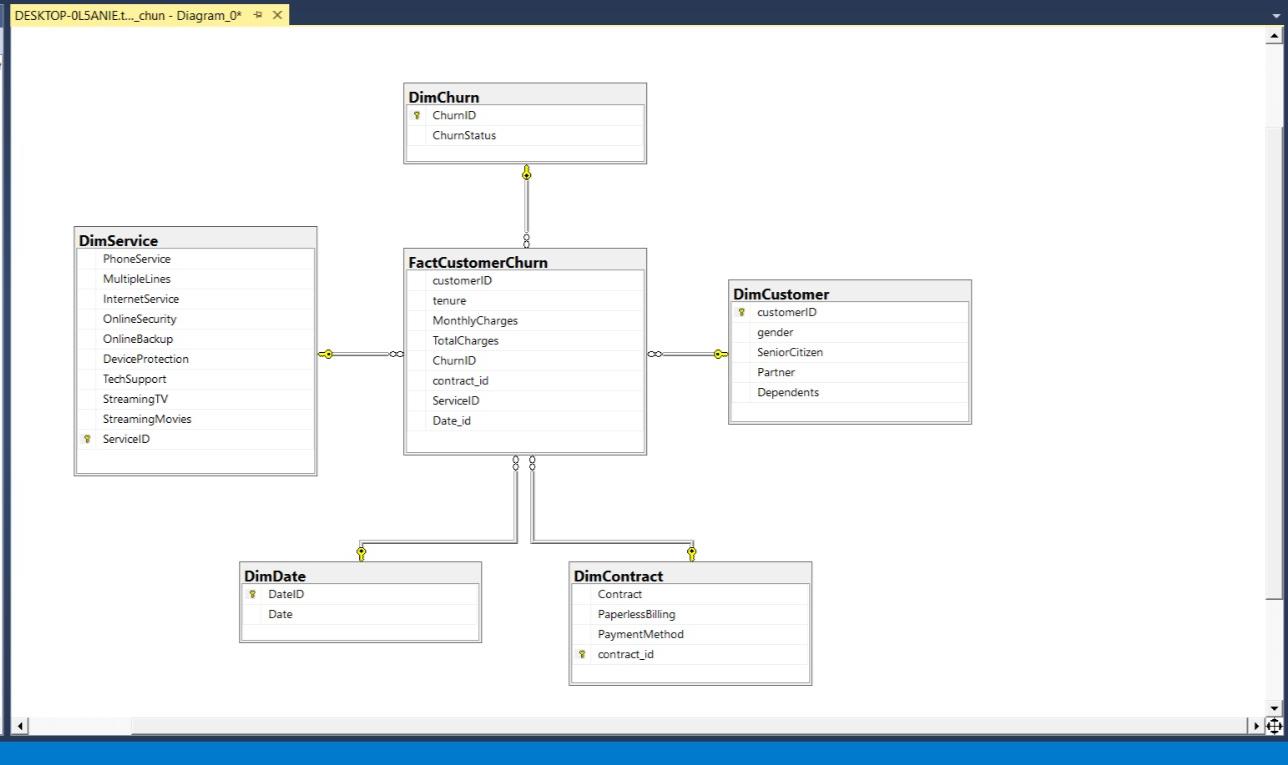 DESKTOP-0L5ANIE.t..._chun - Diagram_0*
DimChurn
ChurnID
ChurnStatus
DimService
PhoneService
MultipleLines
InternetService
OnlineSecurity
OnlineBackup
DeviceProtection
TechSupport
StreamingTV
StreamingMovies
ServiceID
FactCustomerChurn
customerID
tenure
MonthlyCharges
TotalCharges
ChurnID
contract_id
ServiceID
Date_id
DimCustomer
customerID
gender
SeniorCitizen
Partner
Dependents
DimDate
DateID
Date
DimContract
Contract
PaperlessBilling
PaymentMethod
contract_id